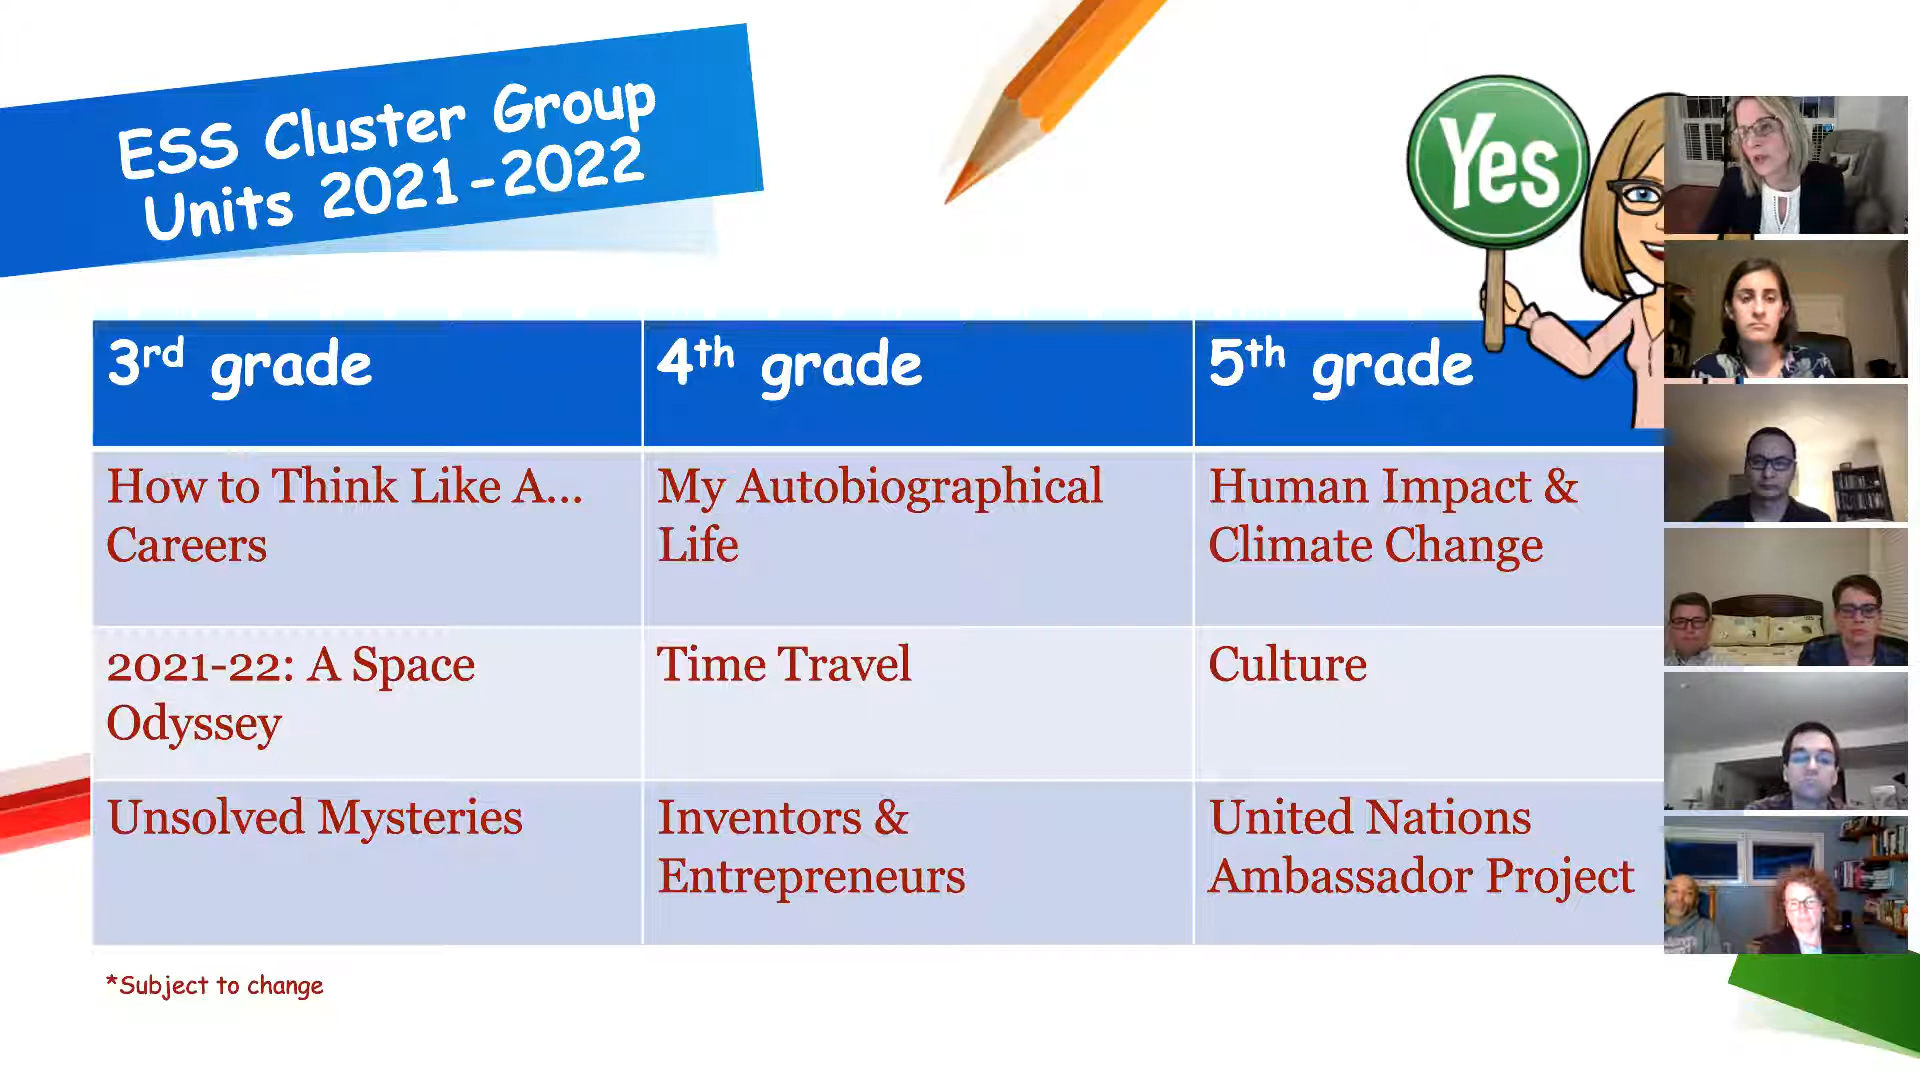 ESS Cluster Group
Units 2021-2022
Yes
3rd grade
4th grade
5th grade
How to Think Like A...
Careers
My Autobiographical
Life
Human Impact &
Climate Change
2021-22: A Space
Odyssey
Time Travel
Culture
Unsolved Mysteries
Inventors &
Entrepreneurs
United Nations
Ambassador Project
*Subject to change